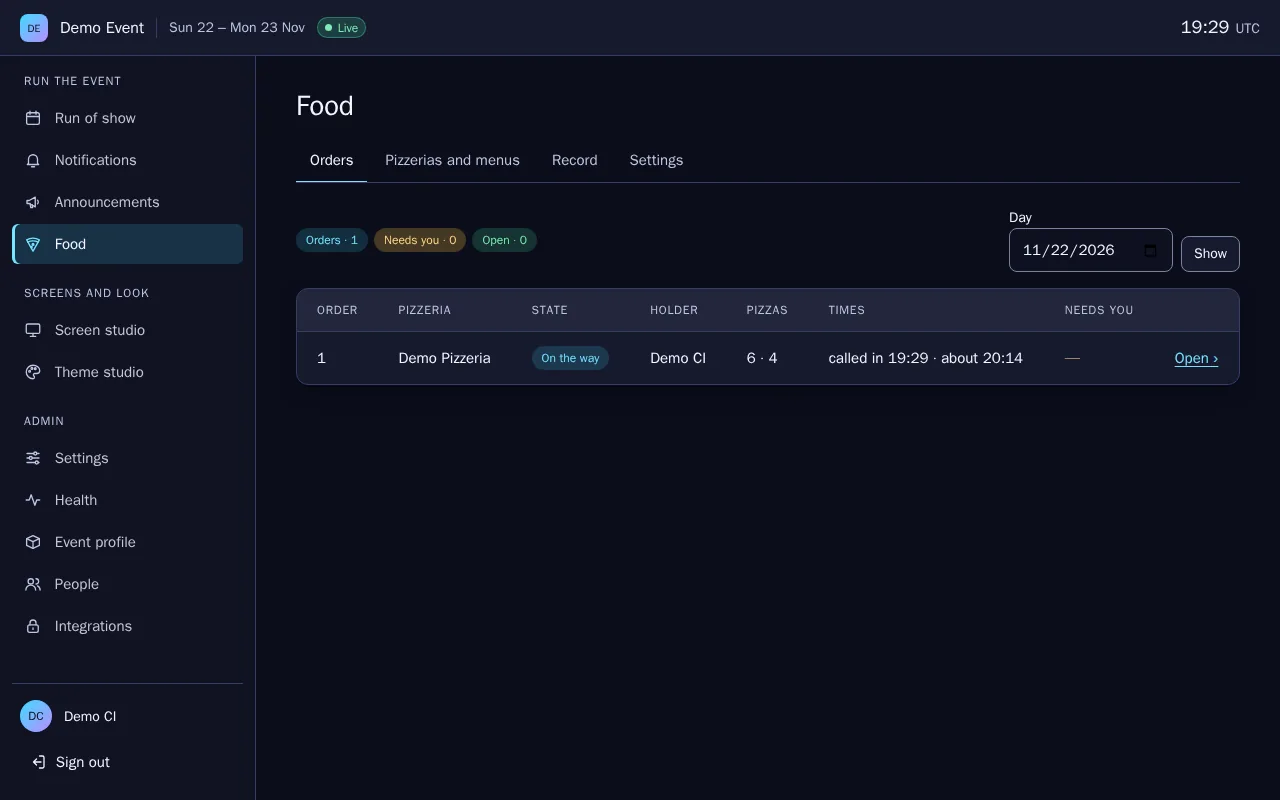 DE Demo Event Sun 22 – Mon 23 Nov Live 19:29 UTC
RUN THE EVENT
Run of show
Notifications
Announcements
Food
SCREENS AND LOOK
Screen studio
Theme studio
ADMIN
Settings
Health
Event profile
People
Integrations
DC Demo CI
Sign out
Food
Orders Pizzerias and menus Record Settings
Orders · 1 Needs you · 0 Open · 0
Day
11/22/2026 Show
ORDER PIZZERIA STATE HOLDER PIZZAS TIMES NEEDS YOU
1 Demo Pizzeria On the way Demo CI 6 · 4 called in 19:29 · about 20:14 — Open ›